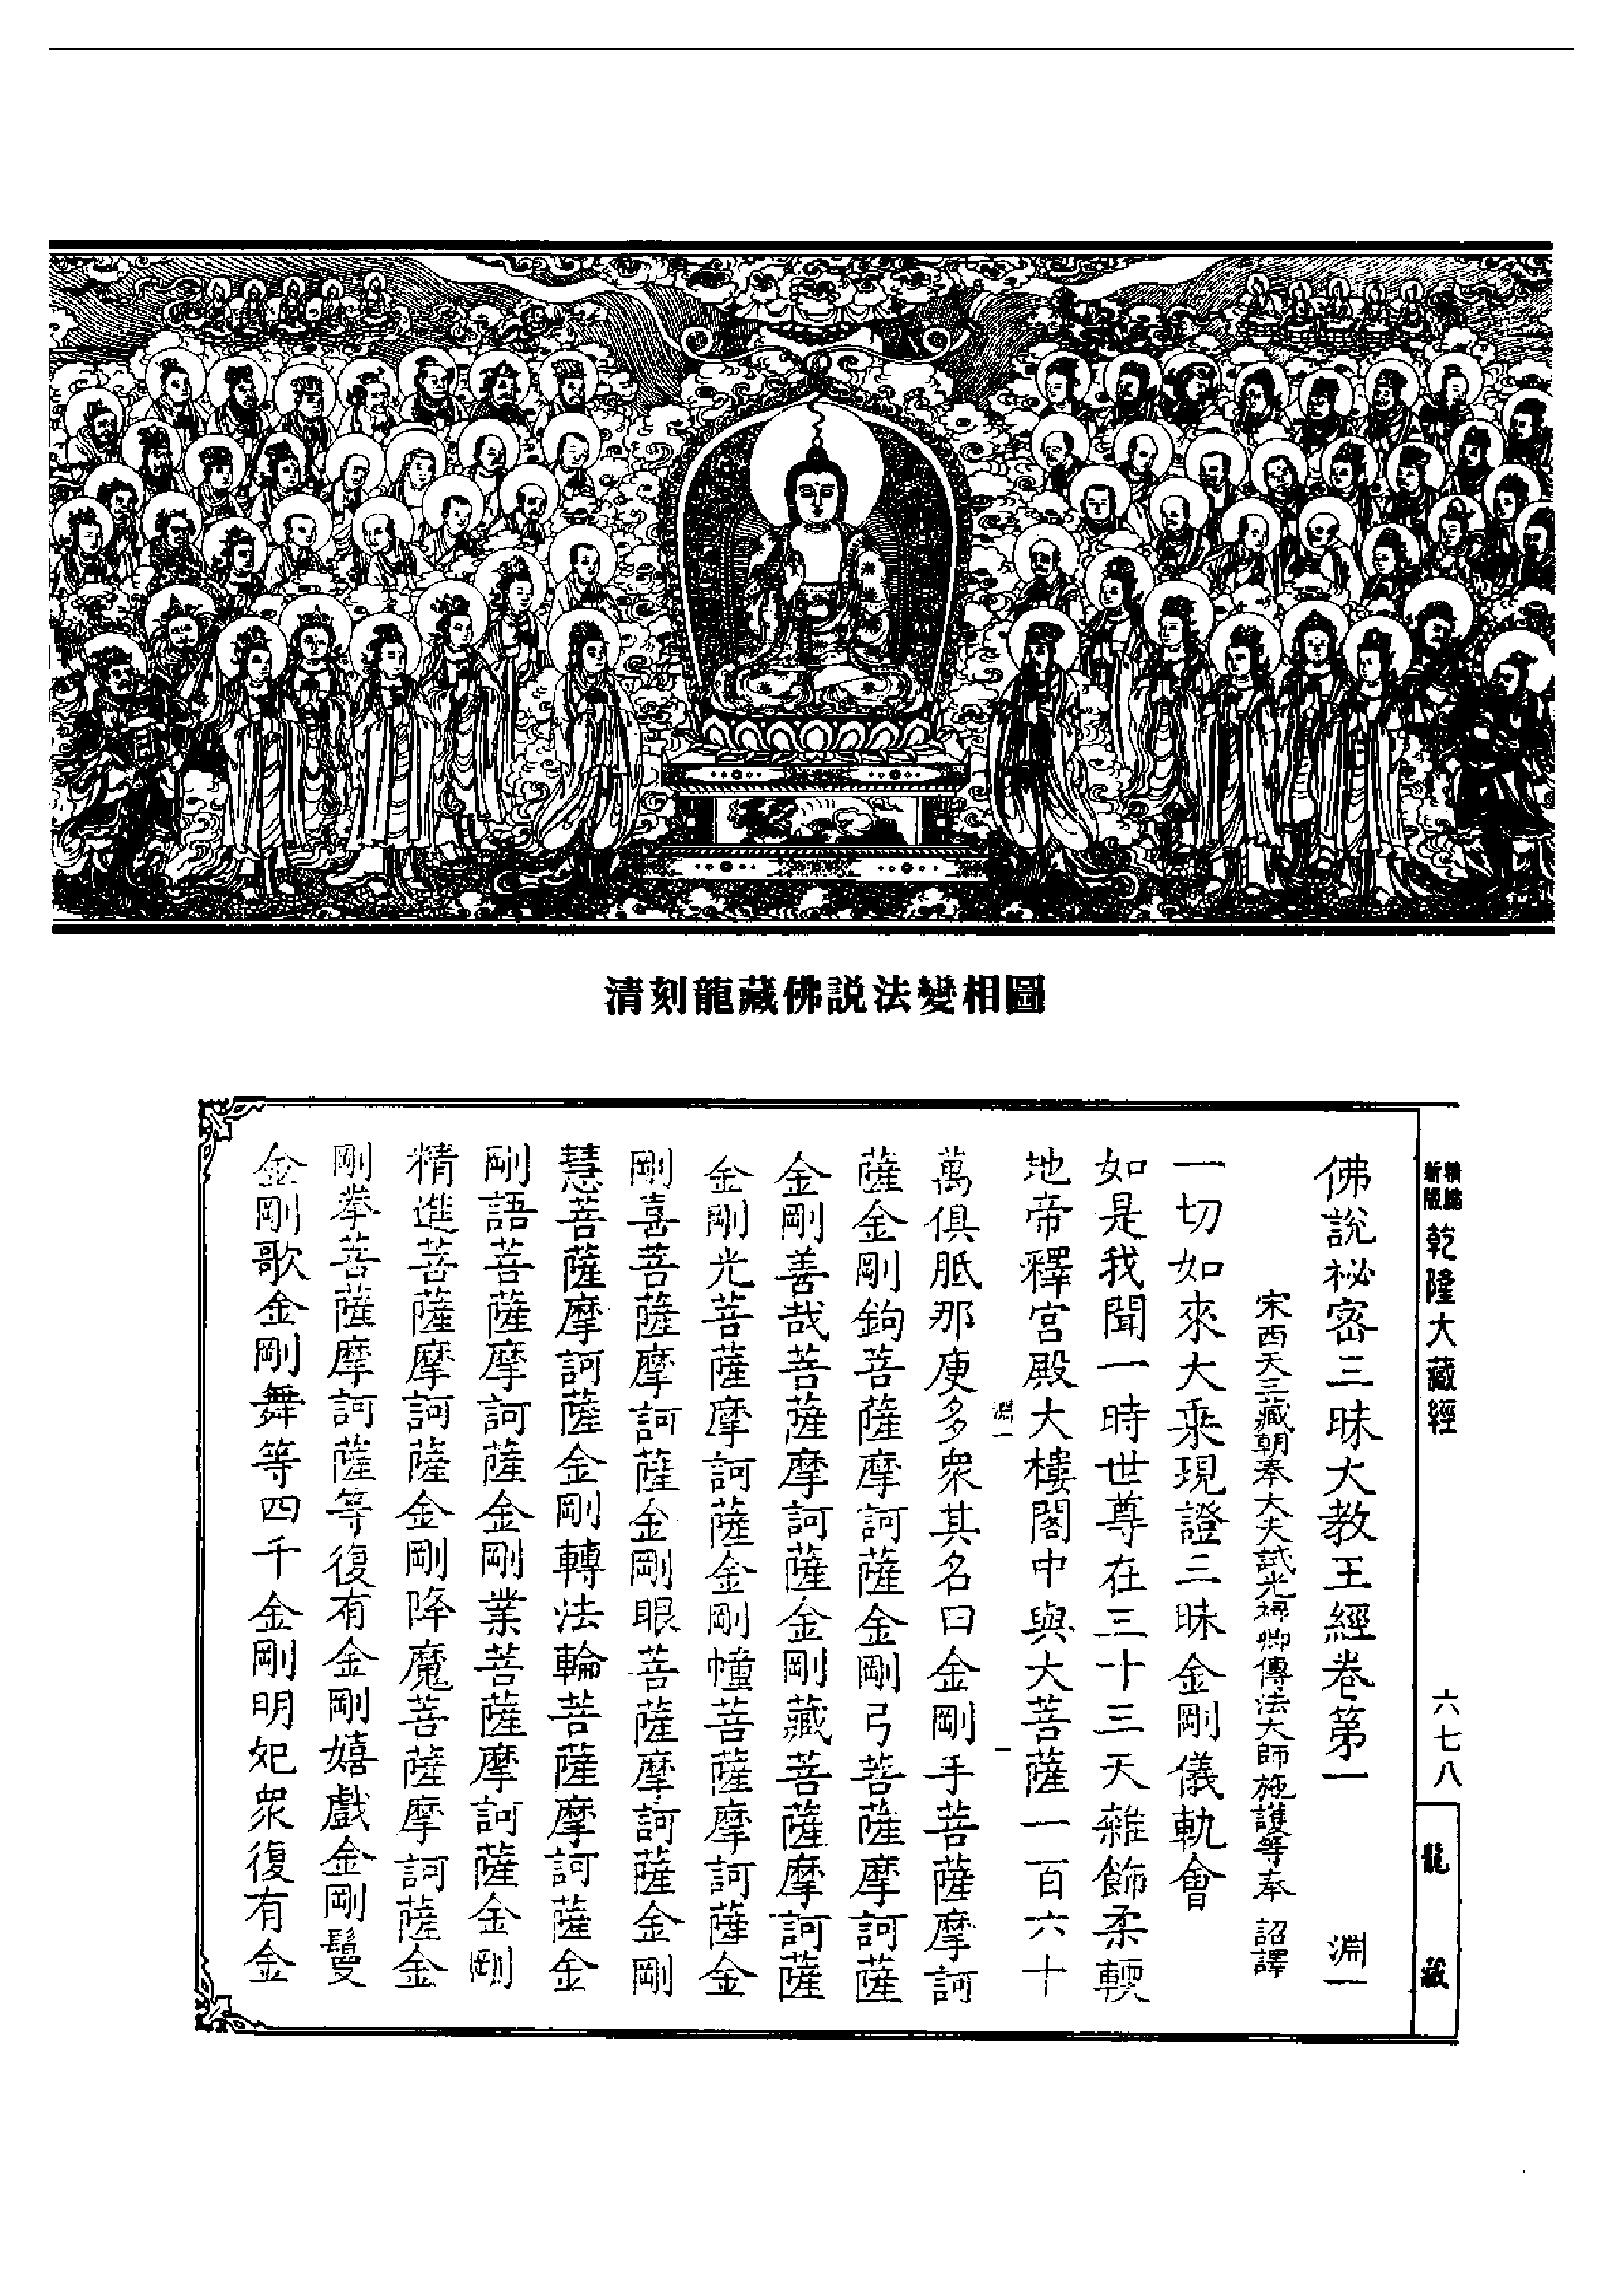 清刻龍藏佛説法變相圖
新版
精編
乾隆大藏經
六七八
龍藏
佛說祕密三昧大教王經卷第一 淵一
宋西天三藏朝奉大夫試光祿卿傳法大師施護等奉 詔譯
一切如來大乘現證三昧金剛儀軌會
如是我聞一時世尊在三十三天雜飾柔輭
地帝釋宮殿大樓閣中與大菩薩一百六十
淵一
一
萬俱胝那庾多衆其名曰金剛手菩薩摩訶
薩金剛鉤菩薩摩訶薩金剛弓菩薩摩訶薩
金剛善哉菩薩摩訶薩金剛藏菩薩摩訶薩
金剛光菩薩摩訶薩金剛幢菩薩摩訶薩金
剛喜菩薩摩訶薩金剛眼菩薩摩訶薩金剛
慧菩薩摩訶薩金剛轉法輪菩薩摩訶薩金
剛語菩薩摩訶薩金剛業菩薩摩訶薩金剛
精進菩薩摩訶薩金剛降魔菩薩摩訶薩金
剛拳菩薩摩訶薩等復有金剛嬉戲金剛鬘
金剛歌金剛舞等四千金剛明妃衆復有金